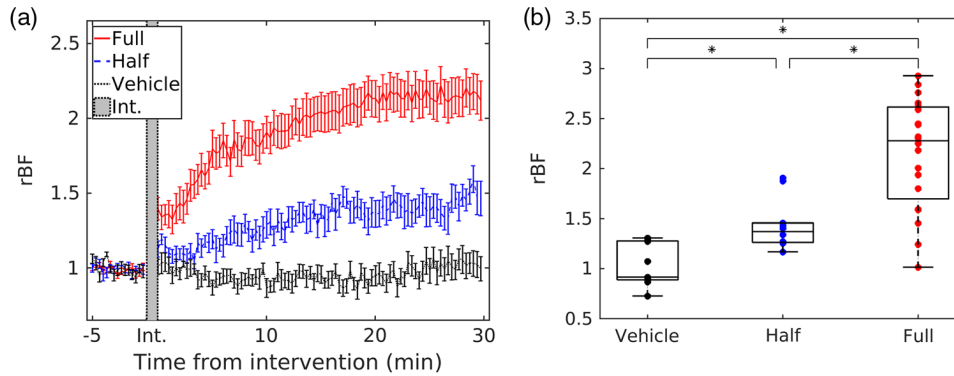 (a)
2.5
2
1.5
1
rBF
Full
Half
Vehicle
Int.
-5
Int.
10
20
30
Time from intervention (min)
(b)
3.5
3
2.5
2
1.5
1
0.5
rBF
*
*
*
Vehicle
Half
Full